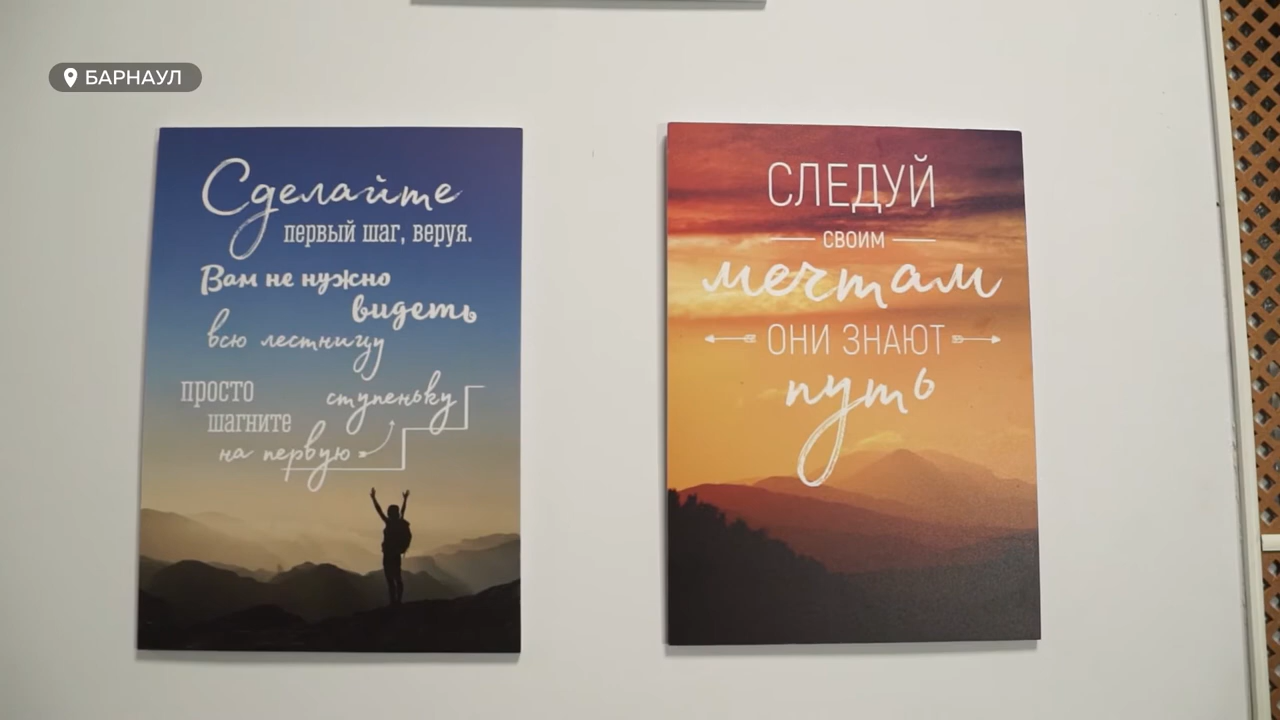 БАРНАУЛ
Сделайте
первый шаг, веруя.
Вам не нужно
видеть
всю лестницу
просто
ступеньку
шагните
на первую
СЛЕДУЙ
СВОИМ
мечтам
ОНИ ЗНАЮТ
путь